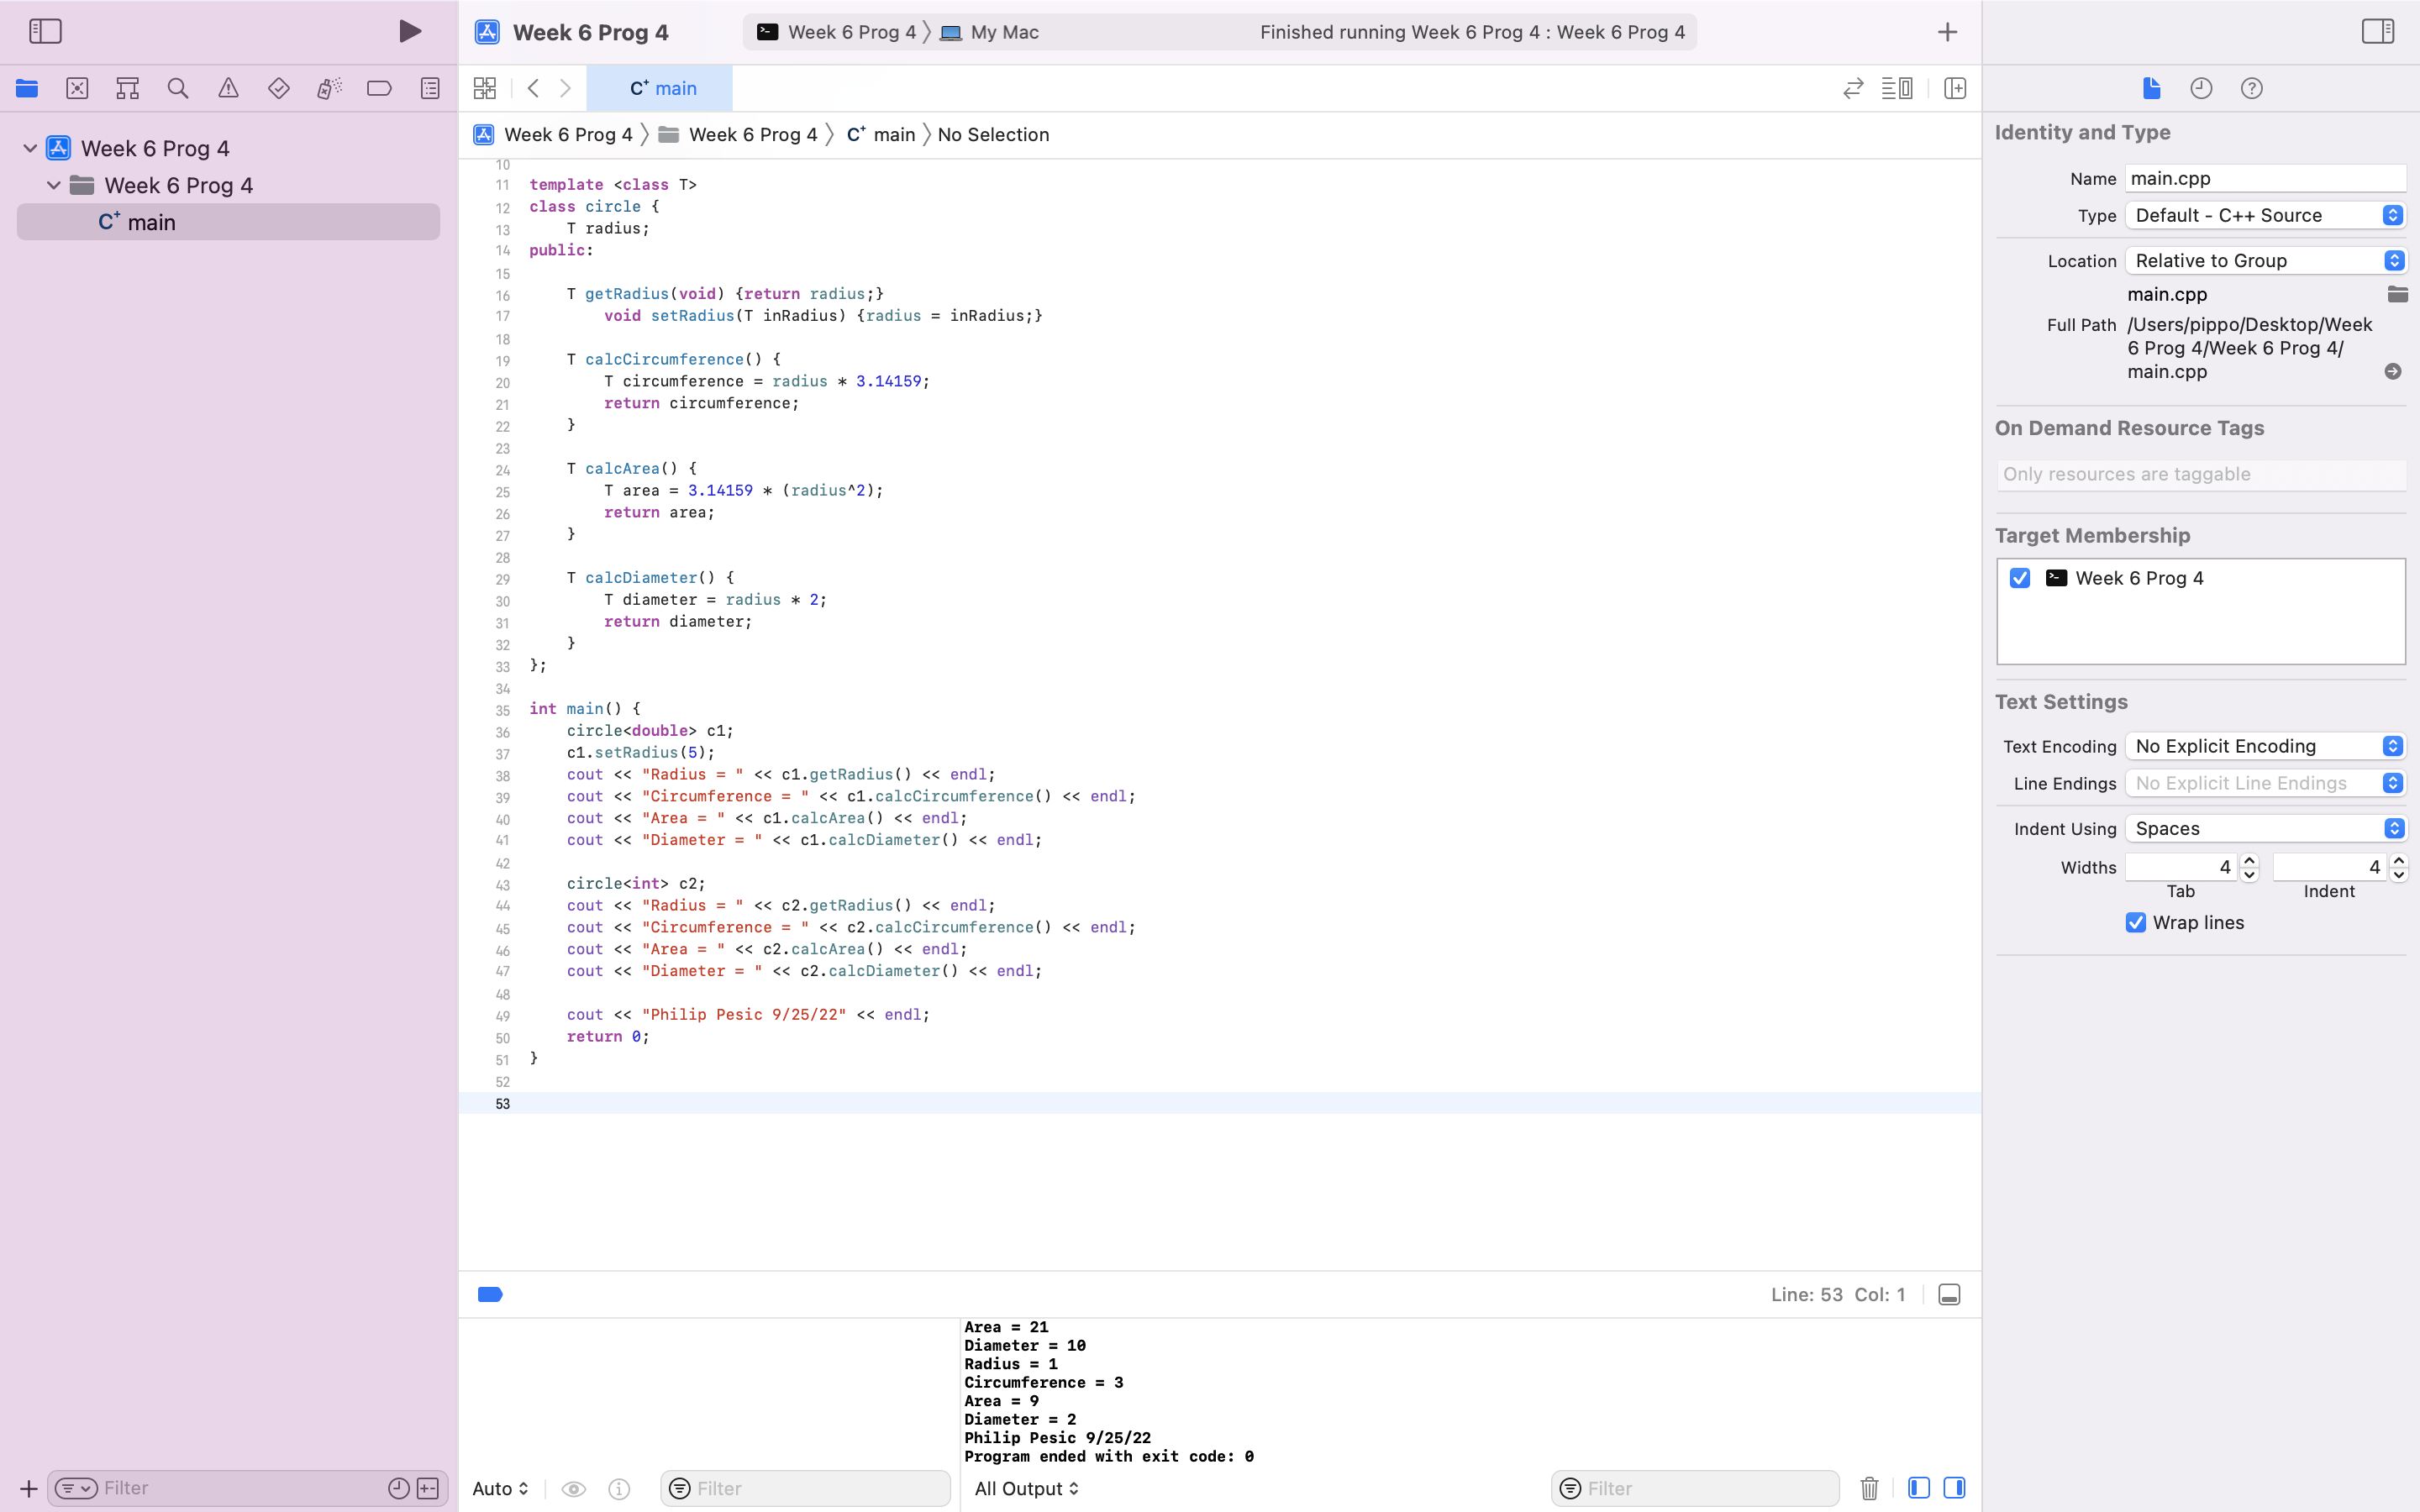 Week 6 Prog 4
Week 6 Prog 4
My Mac
Finished running Week 6 Prog 4 : Week 6 Prog 4
C+ main
Week 6 Prog 4
Week 6 Prog 4
C+ main
Week 6 Prog 4
Week 6 Prog 4
C+ main
No Selection
10
11 template <class T>
12 class circle {
13     T radius;
14 public:
15
16     T getRadius(void) {return radius;}
17         void setRadius(T inRadius) {radius = inRadius;}
18
19     T calcCircumference() {
20         T circumference = radius * 3.14159;
21         return circumference;
22     }
23
24     T calcArea() {
25         T area = 3.14159 * (radius^2);
26         return area;
27     }
28
29     T calcDiameter() {
30         T diameter = radius * 2;
31         return diameter;
32     }
33 };
34
35 int main() {
36     circle<double> c1;
37     c1.setRadius(5);
38     cout << "Radius = " << c1.getRadius() << endl;
39     cout << "Circumference = " << c1.calcCircumference() << endl;
40     cout << "Area = " << c1.calcArea() << endl;
41     cout << "Diameter = " << c1.calcDiameter() << endl;
42
43     circle<int> c2;
44     cout << "Radius = " << c2.getRadius() << endl;
45     cout << "Circumference = " << c2.calcCircumference() << endl;
46     cout << "Area = " << c2.calcArea() << endl;
47     cout << "Diameter = " << c2.calcDiameter() << endl;
48
49     cout << "Philip Pesic 9/25/22" << endl;
50     return 0;
51 }
52
53
Line: 53 Col: 1
Area = 21
Diameter = 10
Radius = 1
Circumference = 3
Area = 9
Diameter = 2
Philip Pesic 9/25/22
Program ended with exit code: 0
Filter
Auto
Filter
All Output
Filter
Identity and Type
Name main.cpp
Type Default - C++ Source
Location Relative to Group
main.cpp
Full Path /Users/pippo/Desktop/Week
6 Prog 4/Week 6 Prog 4/
main.cpp
On Demand Resource Tags
Only resources are taggable
Target Membership
Week 6 Prog 4
Text Settings
Text Encoding No Explicit Encoding
Line Endings No Explicit Line Endings
Indent Using Spaces
Widths 4 4
Tab Indent
Wrap lines